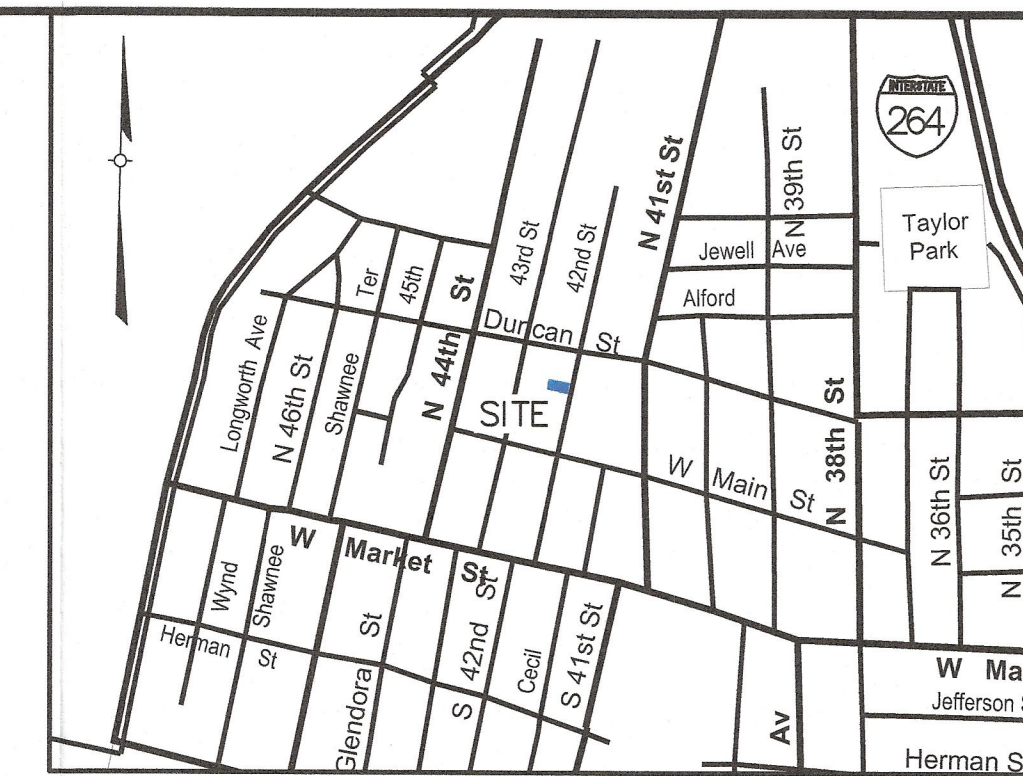 INTERSTATE
264
N 39th St
N 41st St
Taylor
Park
43rd St
42nd St
Jewell Ave
Ter
45th
N 44th St
Alford
Duncan St
Longworth Ave
N 46th St
Shawnee
SITE
N 38th St
W Main St
N 36th St
N 35th St
W Market St
Wynd
Shawnee
St
S 42nd St
Cecil
S 41st St
Herman St
Glendora
W Ma
Jefferson
Av
Herman S